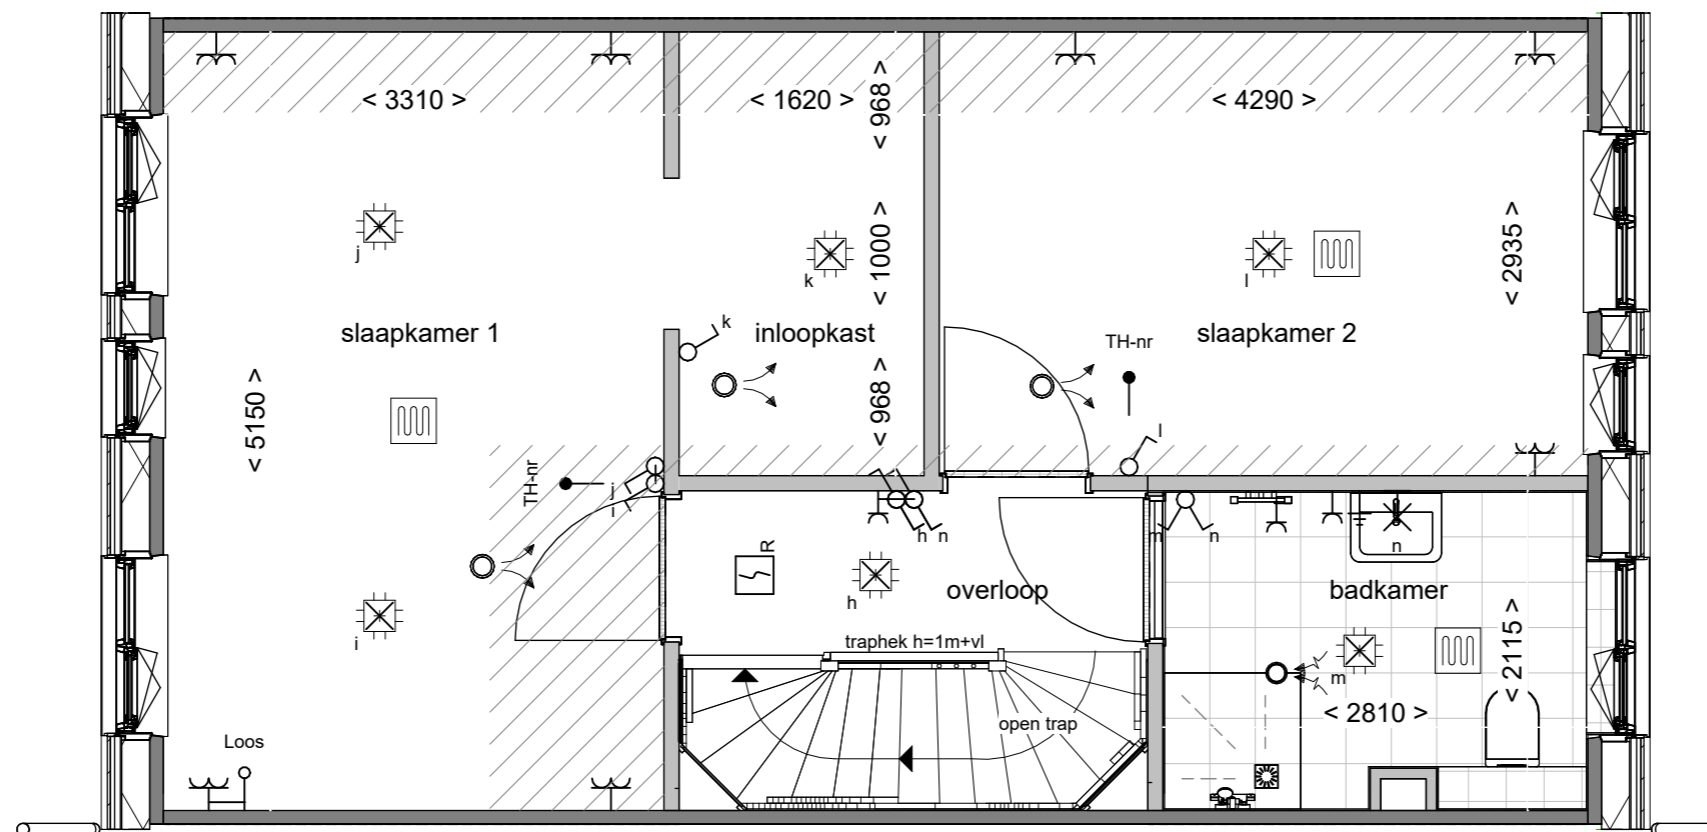 < 3310 >
< 1620 >
< 968 >
< 4290 >
j
k
< 1000 >
l
< 2935 >
slaapkamer 1
k
inloopkast
slaapkamer 2
TH-nr
< 968 >
< 5150 >
l
TH-nr
j
i
h
n
m
n
n
R
h
overloop
badkamer
i
traphek h=1m+vl
< 2115 >
m
< 2810 >
open trap
Loos